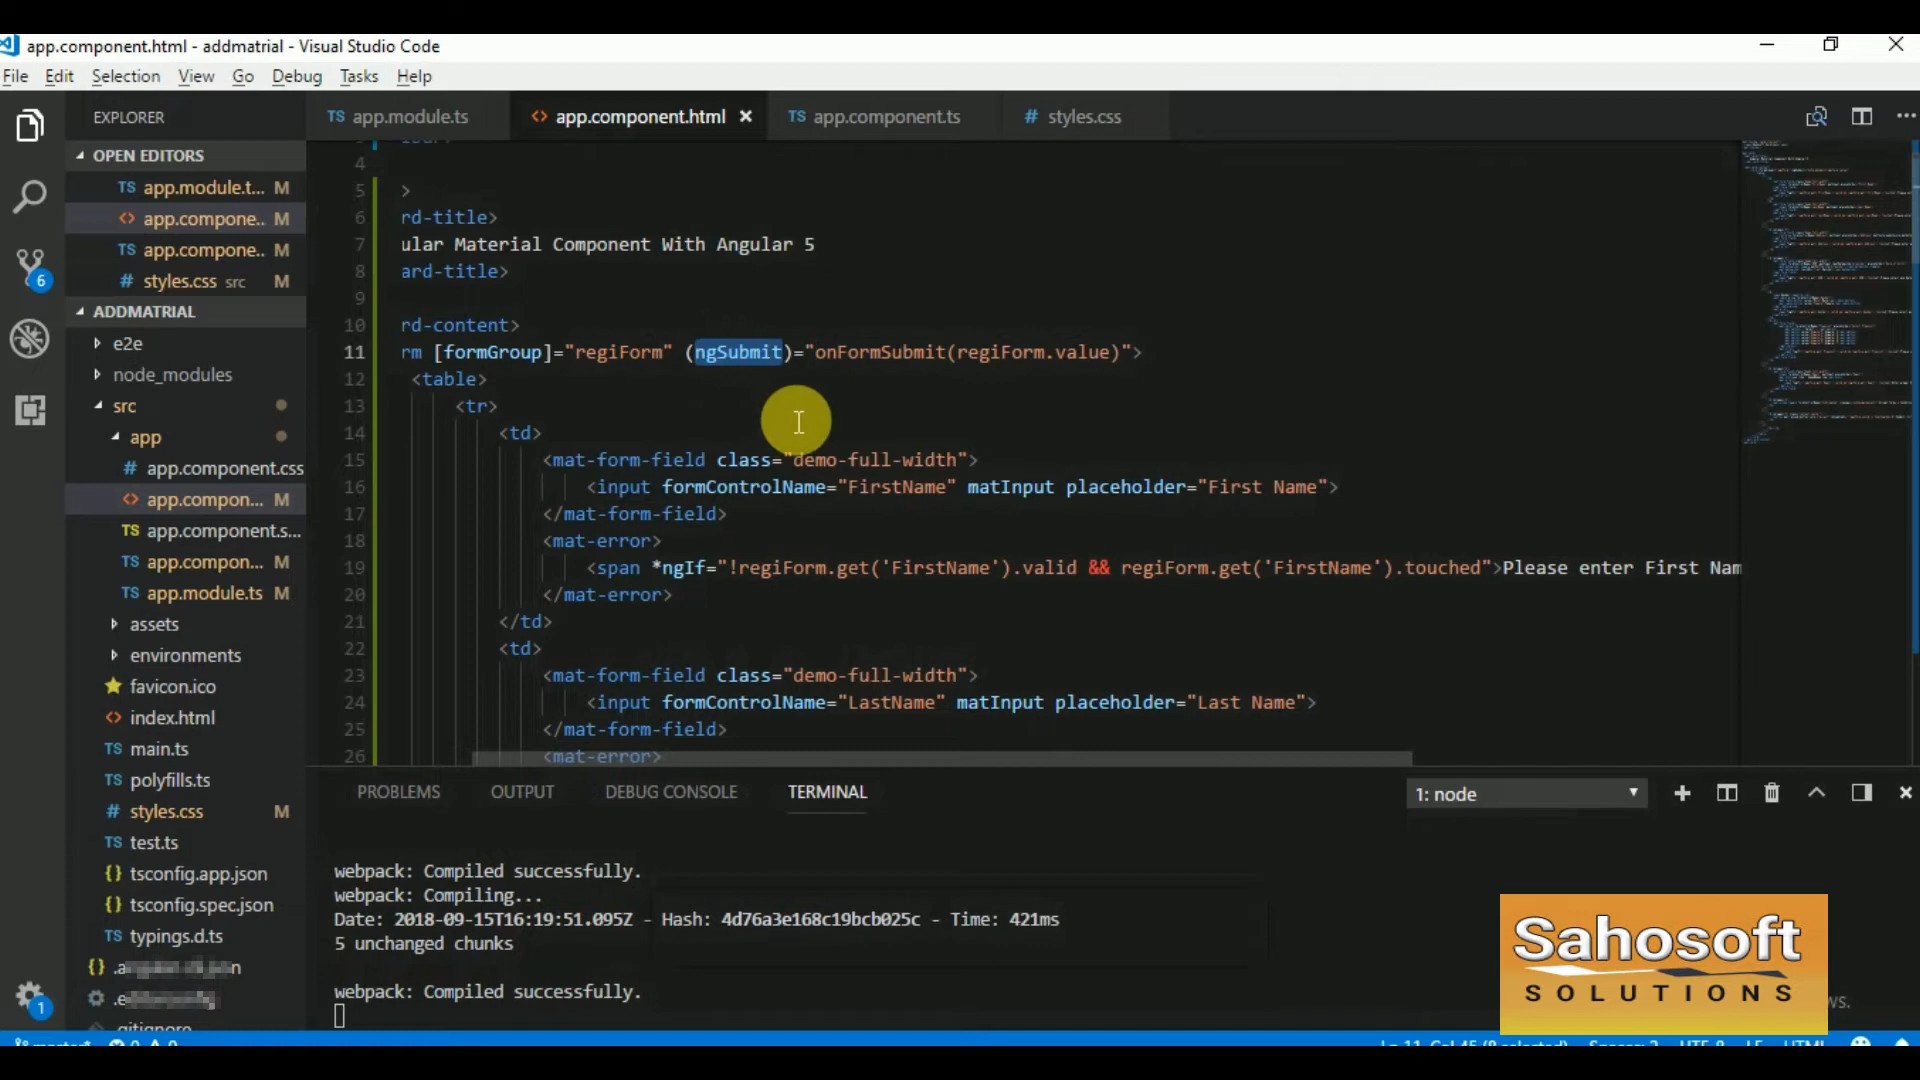 app.component.html - addmatrial - Visual Studio Code
File Edit Selection View Go Debug Tasks Help
EXPLORER
TS app.module.ts
<> app.component.html ×
TS app.component.ts
# styles.css
OPEN EDITORS
TS app.module.t... M
<> app.compone.. M
TS app.compone.. M
# styles.css src M
ADDMATRIAL
e2e
node_modules
src
app
# app.component.css
<> app.compon... M
TS app.component.s...
TS app.compon... M
TS app.module.ts M
assets
environments
favicon.ico
<> index.html
TS main.ts
TS polyfills.ts
# styles.css M
TS test.ts
{} tsconfig.app.json
{} tsconfig.spec.json
TS typings.d.ts
6
1
4
5 >
6 rd-title>
7 ular Material Component With Angular 5
8 ard-title>
9
10 rd-content>
11 rm [formGroup]="regiForm" (ngSubmit)="onFormSubmit(regiForm.value)">
12 <table>
13 <tr>
14 <td>
15 <mat-form-field class="demo-full-width">
16 <input formControlName="FirstName" matInput placeholder="First Name">
17 </mat-form-field>
18 <mat-error>
19 <span *ngIf="!regiForm.get('FirstName').valid && regiForm.get('FirstName').touched">Please enter First Nam
20 </mat-error>
21 </td>
22 <td>
23 <mat-form-field class="demo-full-width">
24 <input formControlName="LastName" matInput placeholder="Last Name">
25 </mat-form-field>
26 <mat-error>
PROBLEMS OUTPUT DEBUG CONSOLE TERMINAL
1: node
webpack: Compiled successfully.
webpack: Compiling...
Date: 2018-09-15T16:19:51.095Z - Hash: 4d76a3e168c19bcb025c - Time: 421ms
5 unchanged chunks
webpack: Compiled successfully.
Sahosoft
SOLUTIONS